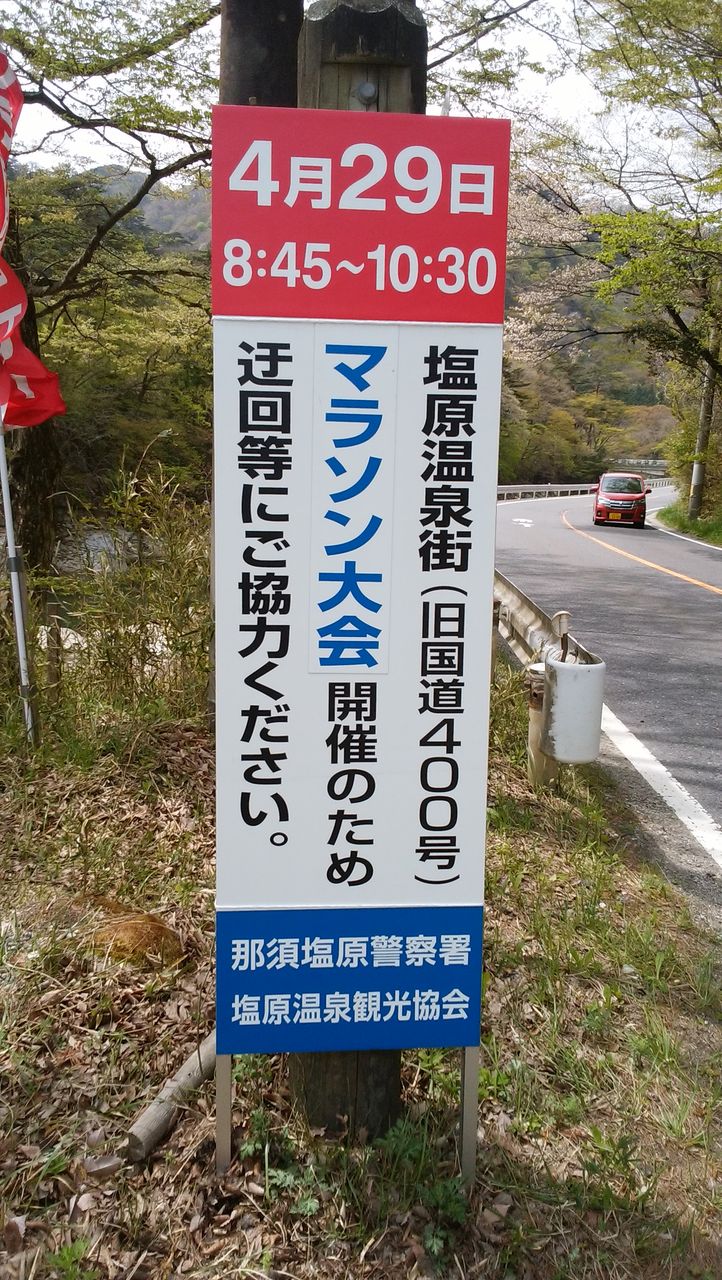 4月29日
8:45~10:30
塩原温泉街（旧国道400号）
マラソン大会開催のため
迂回等にご協力ください。
那須塩原警察署
塩原温泉観光協会